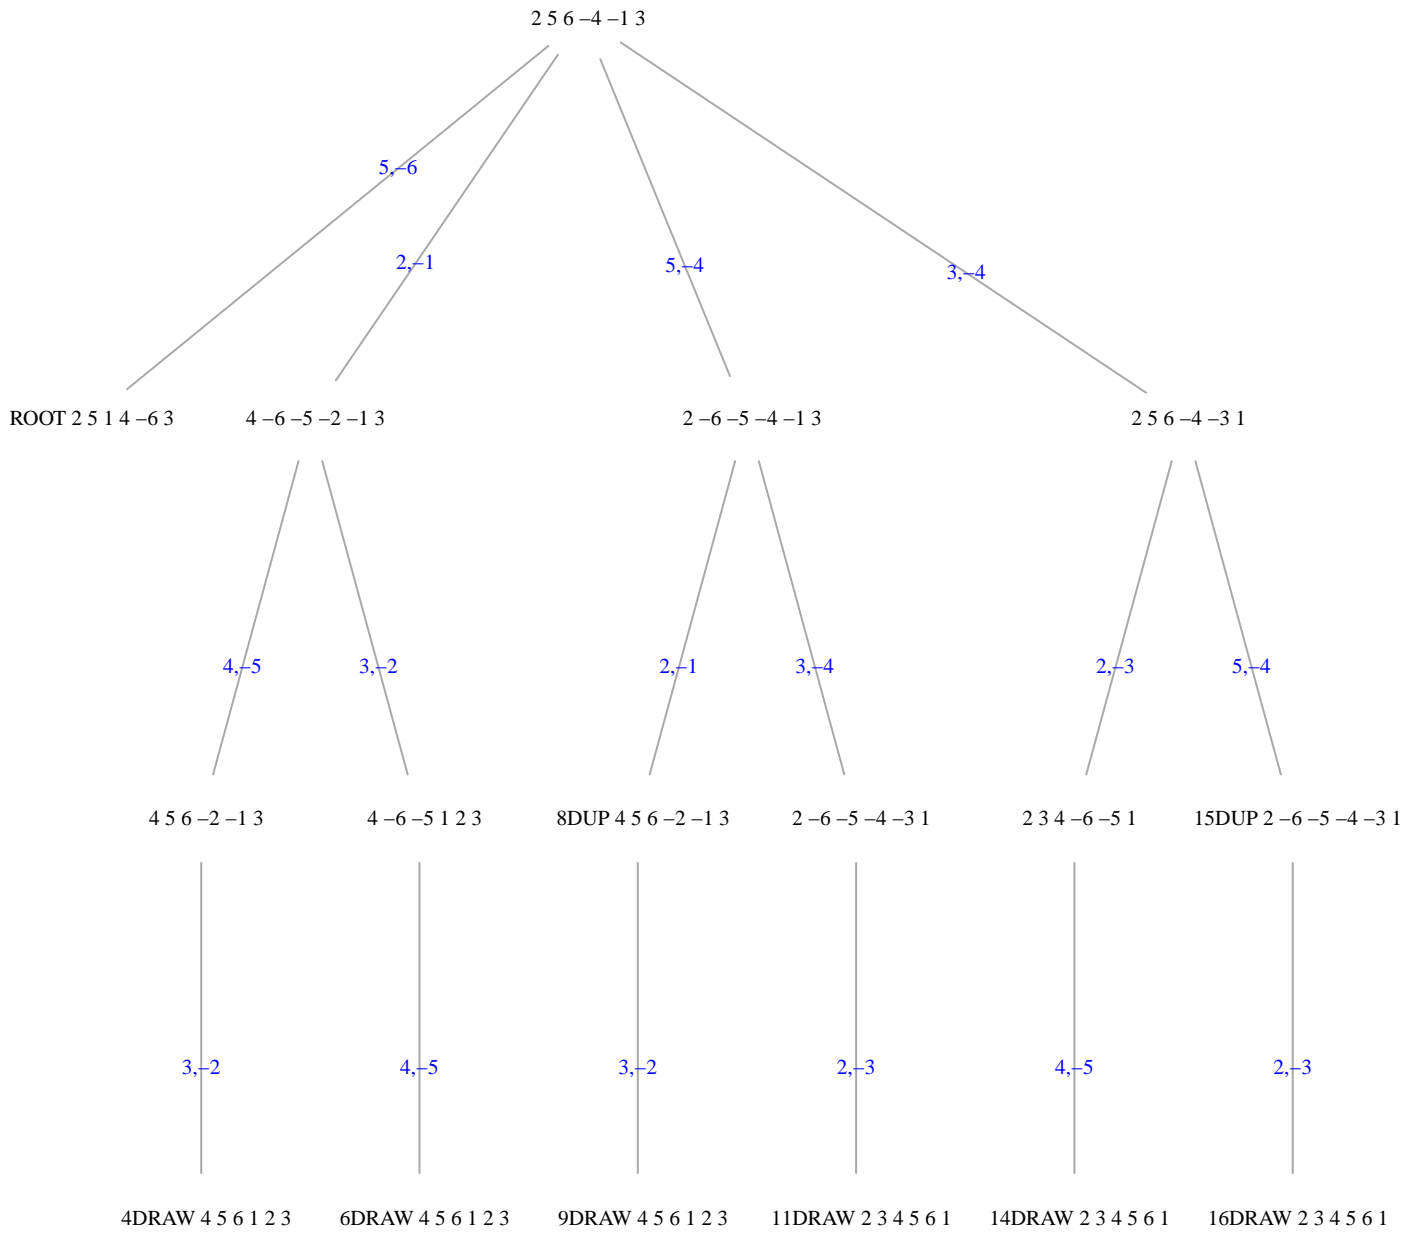 2 5 6 –4 –1 3
5,–6
2,–1
5,–4
3,–4
ROOT 2 5 1 4 –6 3
4 –6 –5 –2 –1 3
2 –6 –5 –4 –1 3
2 5 6 –4 –3 1
4,–5
3,–2
2,–1
3,–4
2,–3
5,–4
4 5 6 –2 –1 3
4 –6 –5 1 2 3
8DUP 4 5 6 –2 –1 3
2 –6 –5 –4 –3 1
2 3 4 –6 –5 1
15DUP 2 –6 –5 –4 –3 1
3,–2
4,–5
3,–2
2,–3
4,–5
2,–3
4DRAW 4 5 6 1 2 3
6DRAW 4 5 6 1 2 3
9DRAW 4 5 6 1 2 3
11DRAW 2 3 4 5 6 1
14DRAW 2 3 4 5 6 1
16DRAW 2 3 4 5 6 1